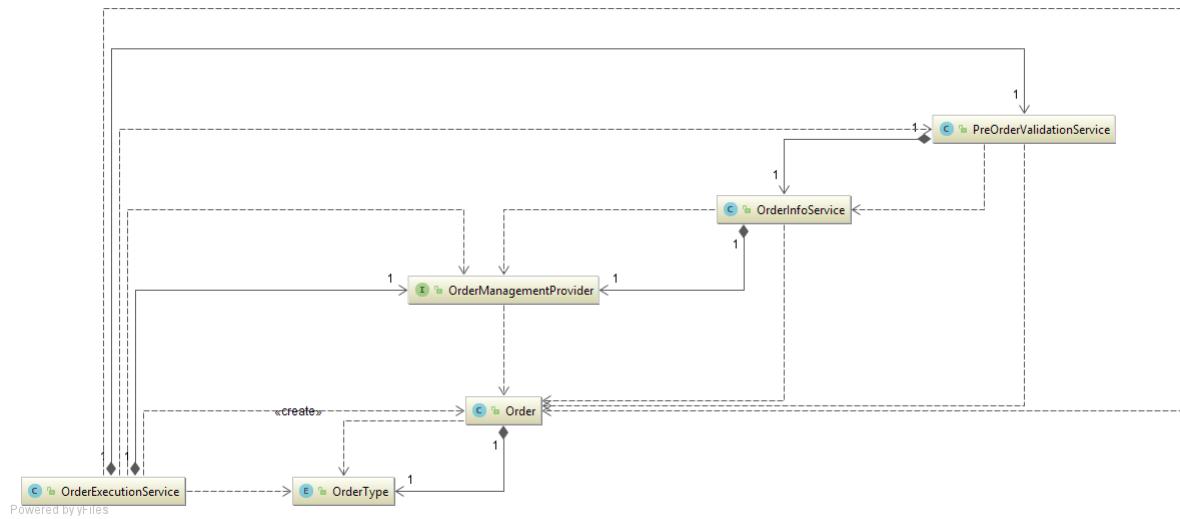 1
C PreOrderValidationService
1
1
C OrderInfoService
1
1
1
I OrderManagementProvider
«create»
C Order
1
1
1
1
C OrderExecutionService
E OrderType
Powered by yFiles